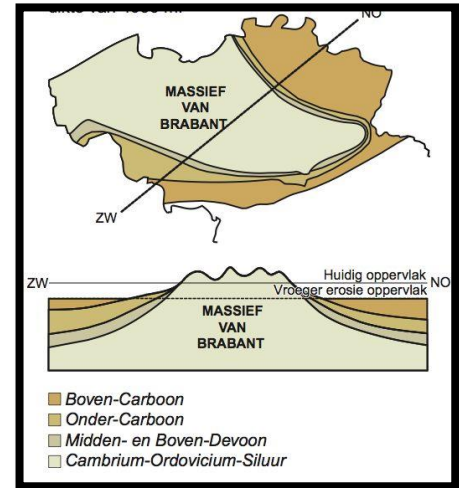 NO
MASSIEF
VAN
BRABANT
ZW
ZW
Huidig oppervlak
NO
Vroeger erosie oppervlak
MASSIEF
VAN
BRABANT
Boven-Carboon
Onder-Carboon
Midden- en Boven-Devoon
Cambrium-Ordovicium-Siluur